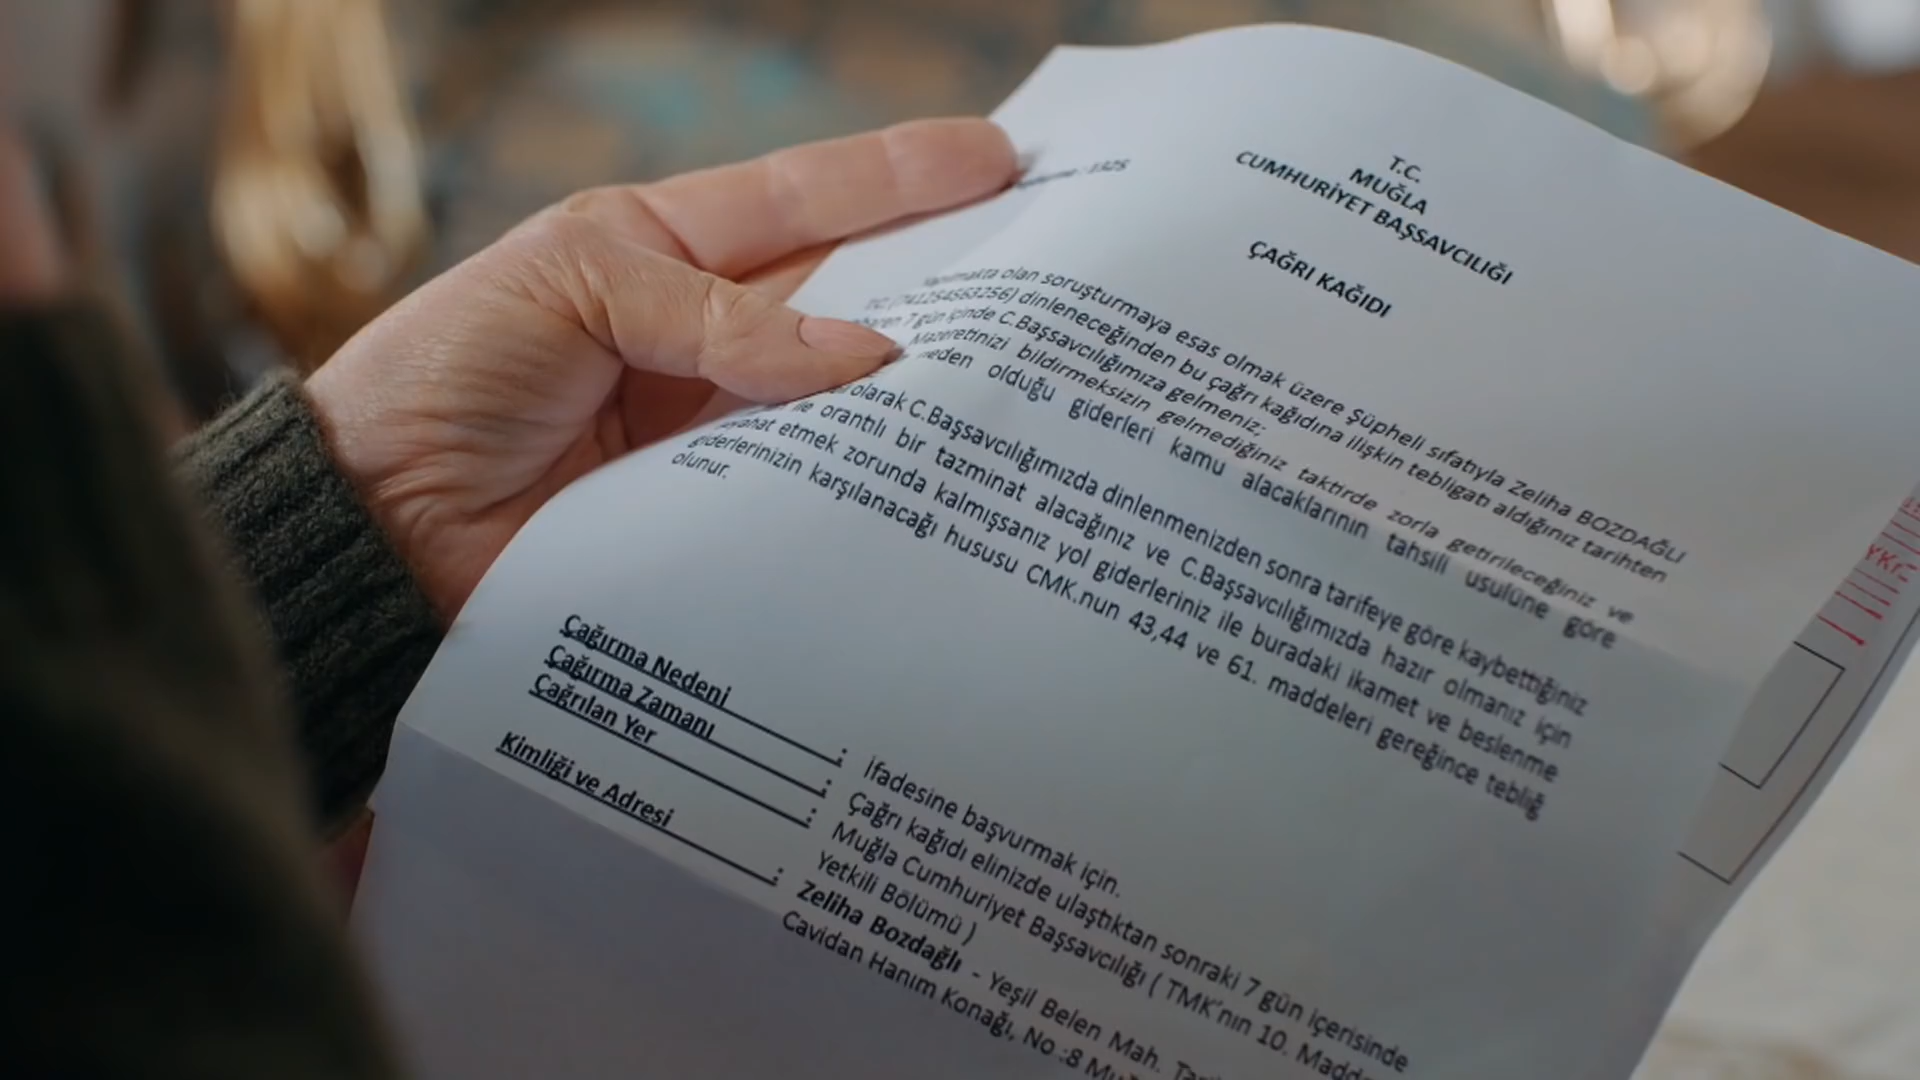 : 1325
T.C.
MUĞLA
CUMHURİYET BAŞSAVCILIĞI
ÇAĞRI KAĞIDI
olan soruşturmaya esas olmak üzere Şüpheli sıfatıyla Zeliha BOZDAĞLI
T.C. (741254563256) dinleneceğinden bu çağrı kağıdına ilişkin tebligatı aldığınız tarihten
7 gün içinde C.Başsavcılığımıza gelmeniz;
Mazeretinizi bildirmeksizin gelmediğiniz taktirde zorla getirileceğiniz ve
neden olduğu giderleri kamu alacaklarının tahsili usulüne göre
olarak C.Başsavcılığımızda dinlenmenizden sonra tarifeye göre kaybettiğiniz
ile orantılı bir tazminat alacağınız ve C.Başsavcılığımızda hazır olmanız için
etmek zorunda kalmışsanız yol giderleriniz ile buradaki ikamet ve beslenme
giderlerinizin karşılanacağı hususu CMK.nun 43,44 ve 61. maddeleri gereğince tebliğ
olunur.
Çağırma Nedeni : İfadesine başvurmak için.
Çağırma Zamanı : Çağrı kağıdı elinizde ulaştıktan sonraki 7 gün içerisinde
Çağrılan Yer : Muğla Cumhuriyet Başsavcılığı ( TMK'nın 10.
Yetkili Bölümü )
Kimliği ve Adresi : Zeliha Bozdağlı - Yeşil Belen Mah.
Cavidan Hanım Konağı, No :8